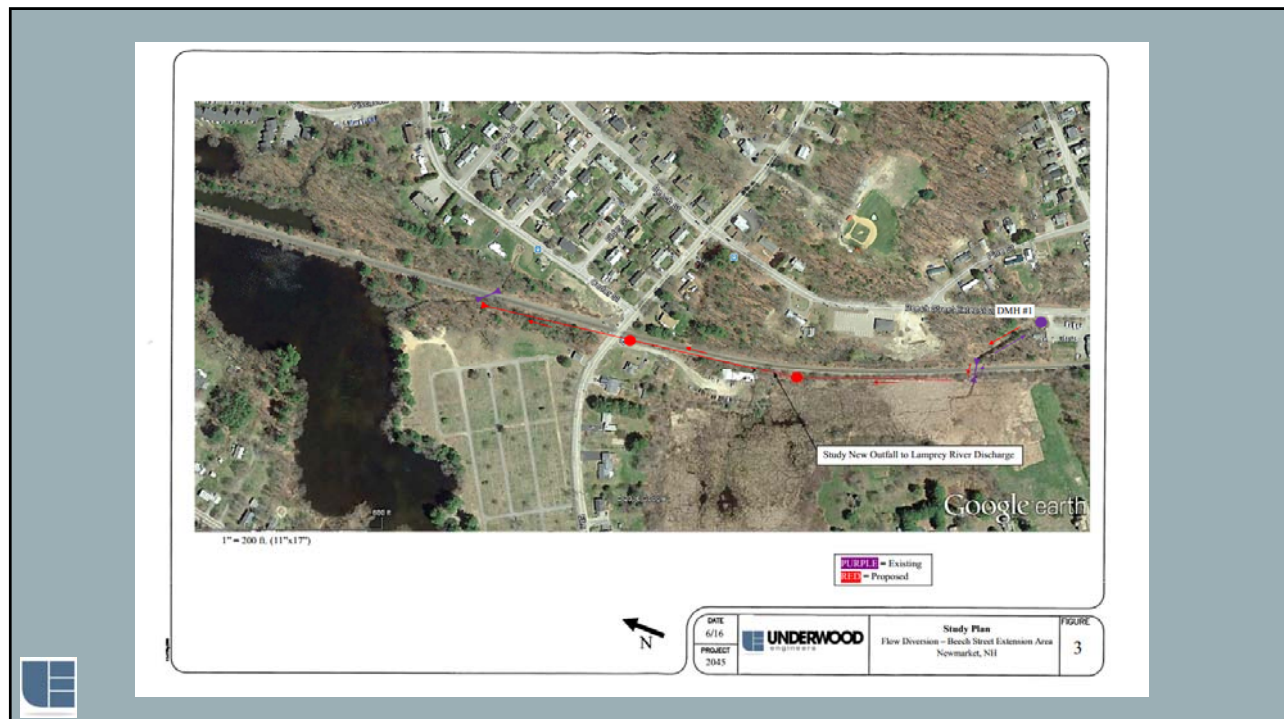 DMH #1
Study New Outfall to Lamprey River Discharge
Google earth
1" = 200 ft. (11"x17")
PURPLE = Existing
RED = Proposed
N
DATE
6/16
PROJECT
2045
UNDERWOOD
engineers
Study Plan
Flow Diversion – Beech Street Extension Area
Newmarket, NH
FIGURE
3